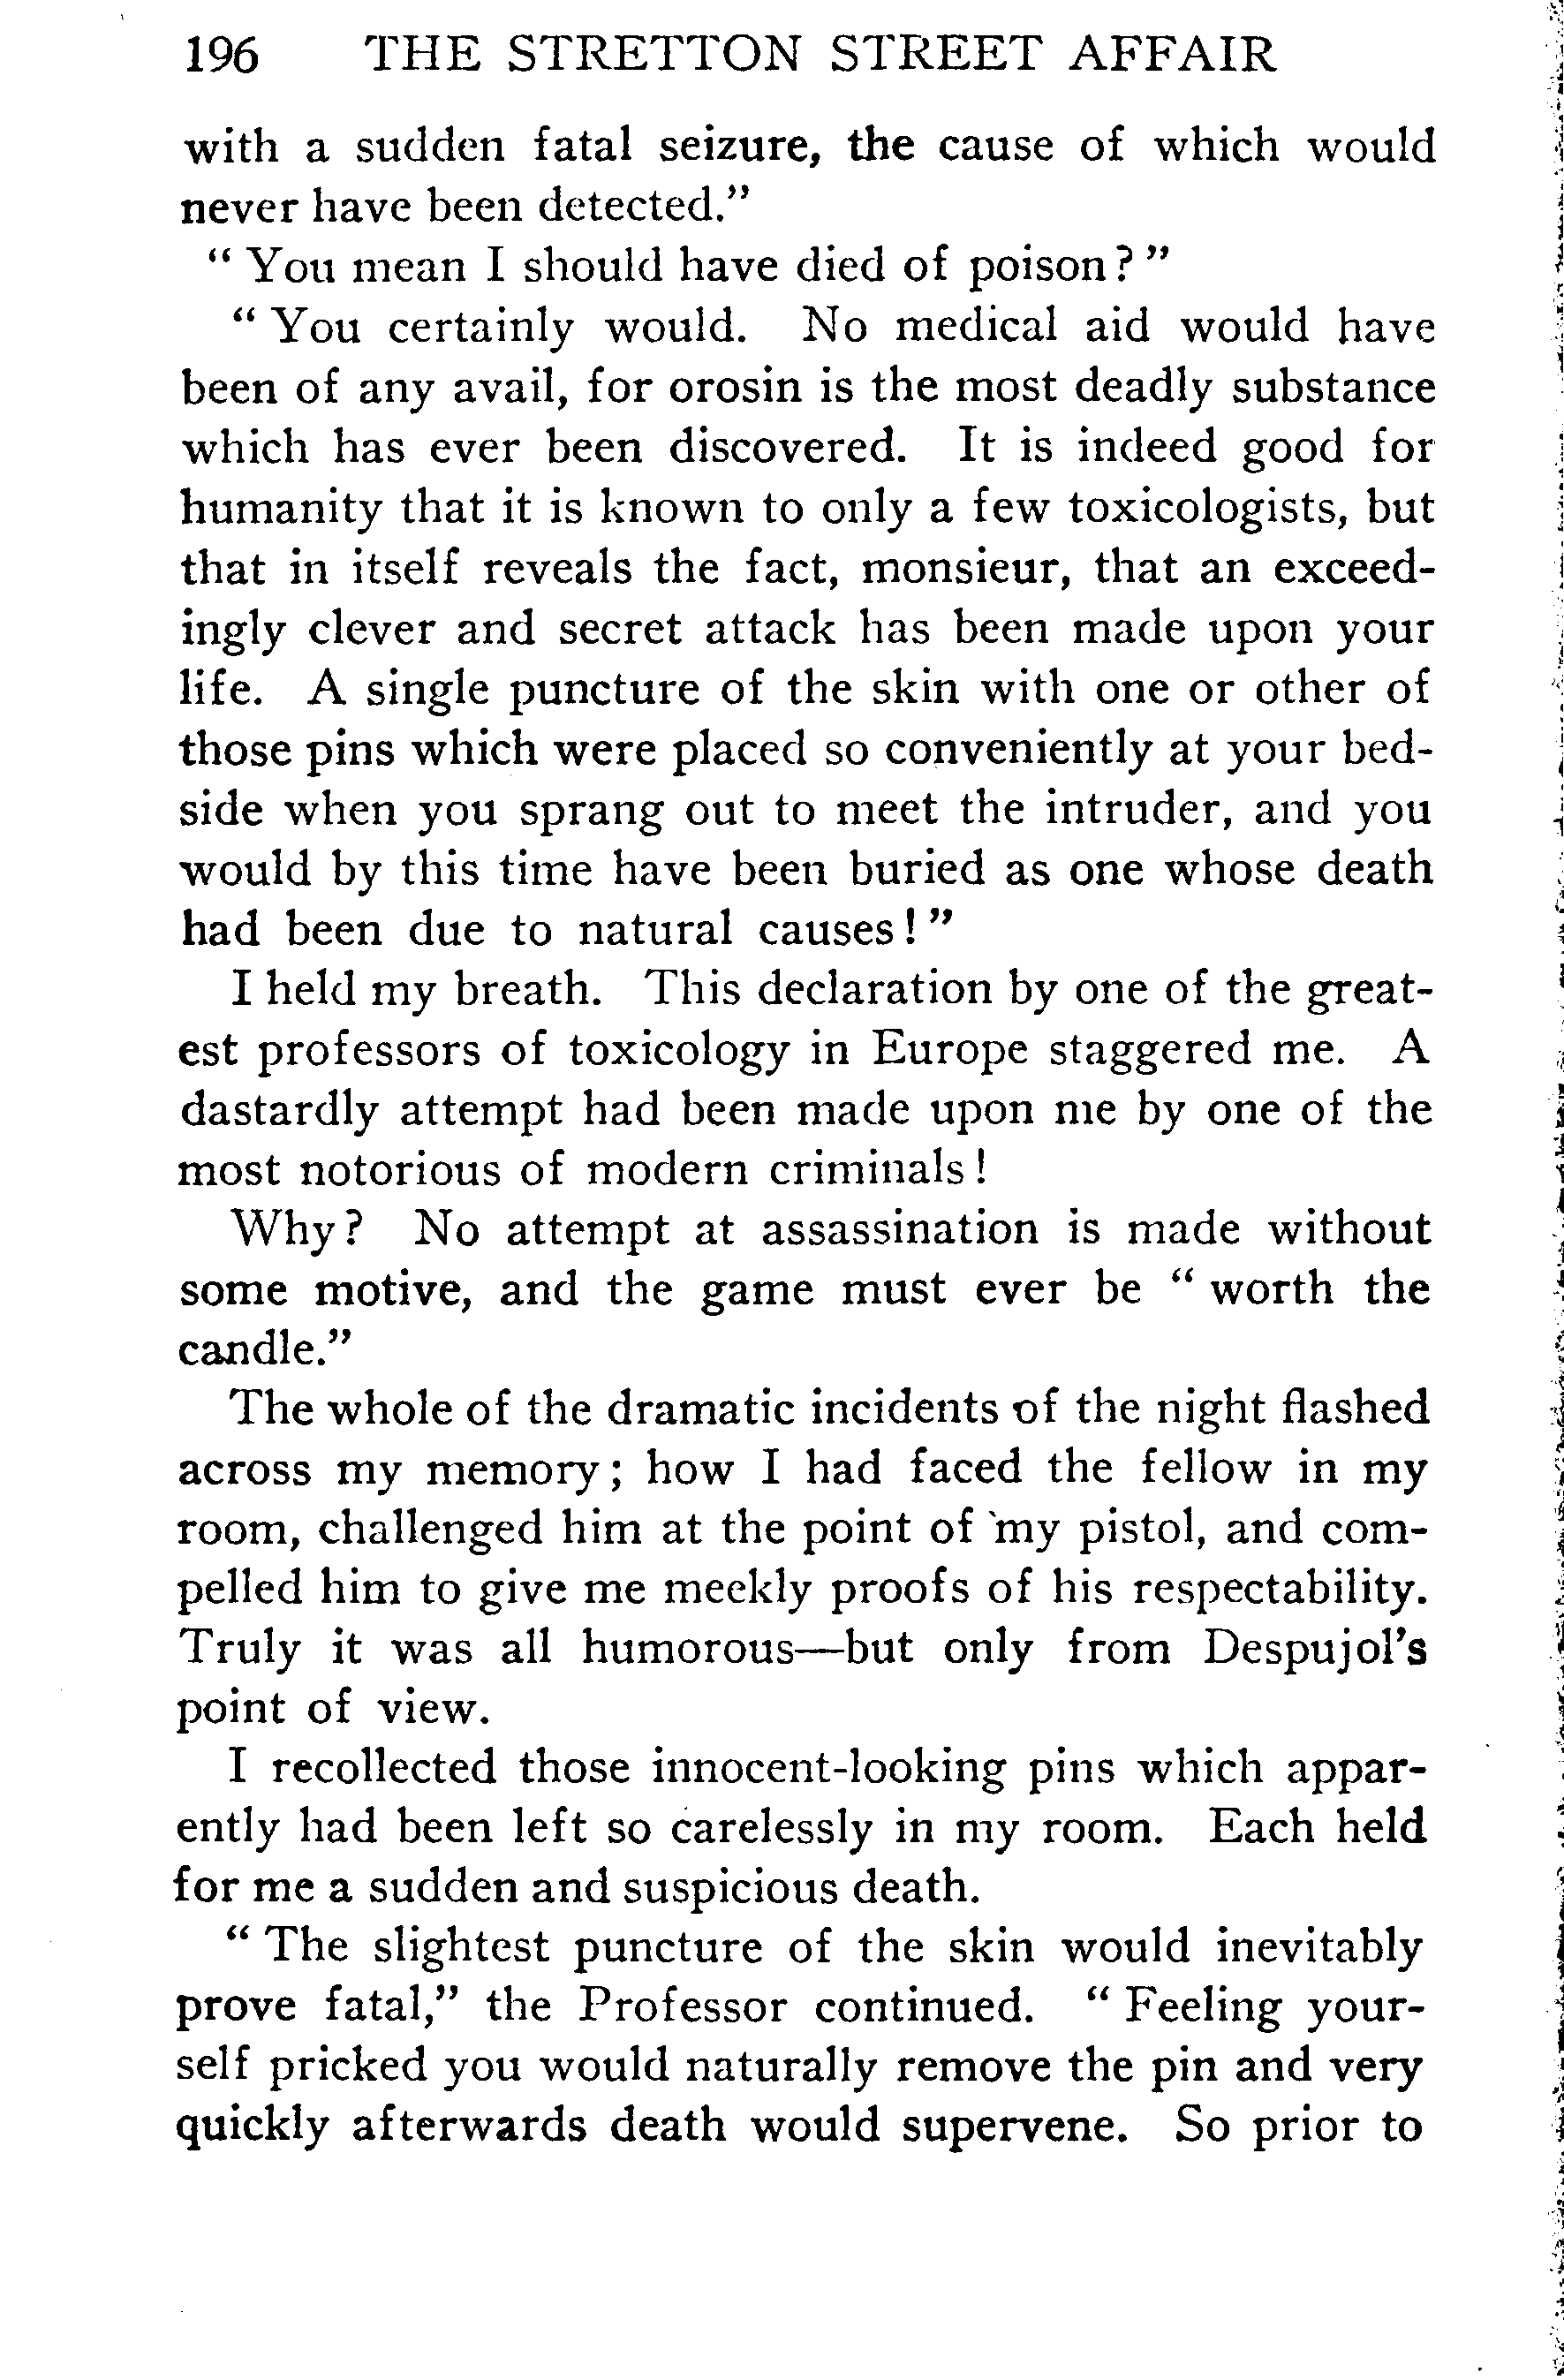 196 THE STRETTON STREET AFFAIR
with a sudden fatal seizure, the cause of which would
never have been detected."
" You mean I should have died of poison? "
" You certainly would. No medical aid would have
been of any avail, for orosin is the most deadly substance
which has ever been discovered. It is indeed good for
humanity that it is known to only a few toxicologists, but
that in itself reveals the fact, monsieur, that an exceed-
ingly clever and secret attack has been made upon your
life. A single puncture of the skin with one or other of
those pins which were placed so conveniently at your bed-
side when you sprang out to meet the intruder, and you
would by this time have been buried as one whose death
had been due to natural causes! "
I held my breath. This declaration by one of the great-
est professors of toxicology in Europe staggered me. A
dastardly attempt had been made upon me by one of the
most notorious of modern criminals!
Why? No attempt at assassination is made without
some motive, and the game must ever be " worth the
candle."
The whole of the dramatic incidents of the night flashed
across my memory; how I had faced the fellow in my
room, challenged him at the point of my pistol, and com-
pelled him to give me meekly proofs of his respectability.
Truly it was all humorous—but only from Despujol's
point of view.
I recollected those innocent-looking pins which appar-
ently had been left so carelessly in my room. Each held
for me a sudden and suspicious death.
" The slightest puncture of the skin would inevitably
prove fatal," the Professor continued. " Feeling your-
self pricked you would naturally remove the pin and very
quickly afterwards death would supervene. So prior to